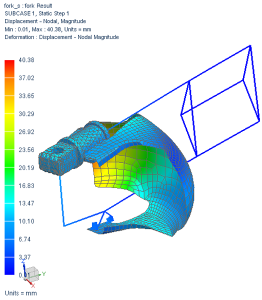 fork_s : fork Result
SUBCASE 1, Static Step 1
Displacement - Nodal, Magnitude
Min : 0.01, Max : 40.38, Units = mm
Deformation : Displacement - Nodal Magnitude
40.38
37.02
33.65
30.29
26.92
23.56
20.19
16.83
13.47
10.10
6.74
3.37
Y
Units = mm